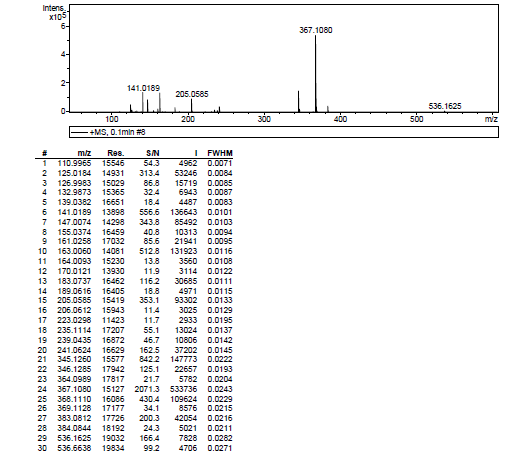 Intens.
x10⁵
6
4
2
0
367.1080
141.0189
205.0585
536.1625
100
200
300
400
500
m/z
+MS, 0.1min #8
# m/z Res. S/N I FWHM
1 110.9965 15546 54.3 4962 0.0071
2 125.0184 14931 313.4 53246 0.0084
3 126.9983 15029 86.8 15719 0.0085
4 132.9873 15365 32.4 6943 0.0087
5 139.0382 16651 18.4 4487 0.0083
6 141.0189 13898 556.6 136643 0.0101
7 147.0074 14298 343.8 85492 0.0103
8 155.0374 16459 40.8 10313 0.0094
9 161.0258 17032 85.6 21941 0.0095
10 163.0060 14081 512.8 131923 0.0116
11 164.0093 15230 13.8 3560 0.0108
12 170.0121 13930 11.9 3114 0.0122
13 183.0737 16462 116.2 30685 0.0111
14 189.0616 16405 18.8 4971 0.0115
15 205.0585 15419 353.1 93302 0.0133
16 206.0612 15943 11.4 3025 0.0129
17 223.0298 11423 11.7 2933 0.0195
18 235.1114 17207 55.1 13024 0.0137
19 239.0435 16872 46.7 10806 0.0142
20 241.0624 16629 162.5 37202 0.0145
21 345.1260 15577 842.2 147773 0.0222
22 346.1285 17942 125.1 22657 0.0193
23 364.0989 17817 21.7 5782 0.0204
24 367.1080 15127 2071.3 533736 0.0243
25 368.1110 16086 430.4 109624 0.0229
26 369.1128 17177 34.1 8576 0.0215
27 383.0812 17726 200.3 42054 0.0216
28 384.0844 18192 24.3 5021 0.0211
29 536.1625 19032 166.4 7828 0.0282
30 536.6638 19834 99.2 4706 0.0271